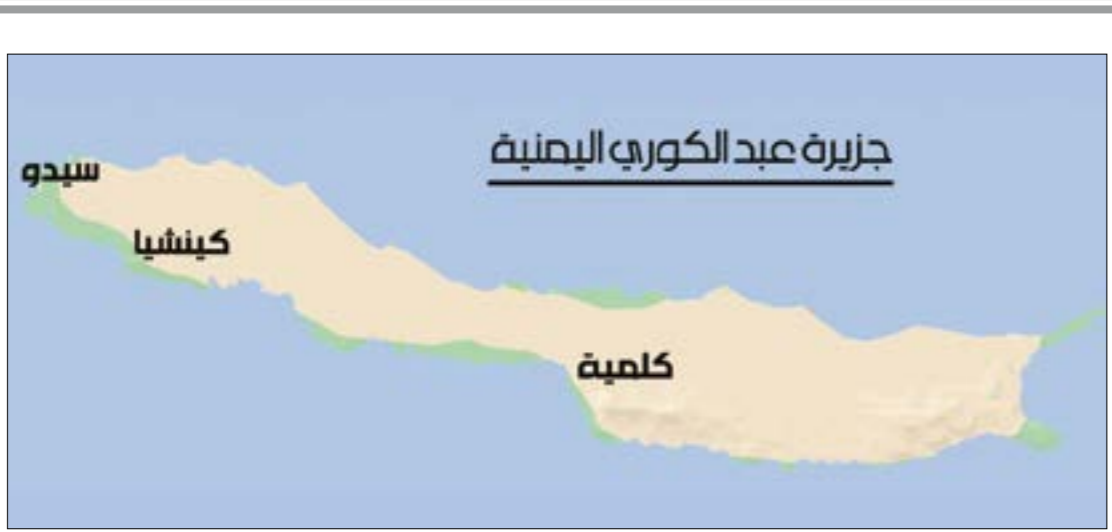 جزيرة عبد الكوري اليمنية
سيدو
كينشيا
كلمية